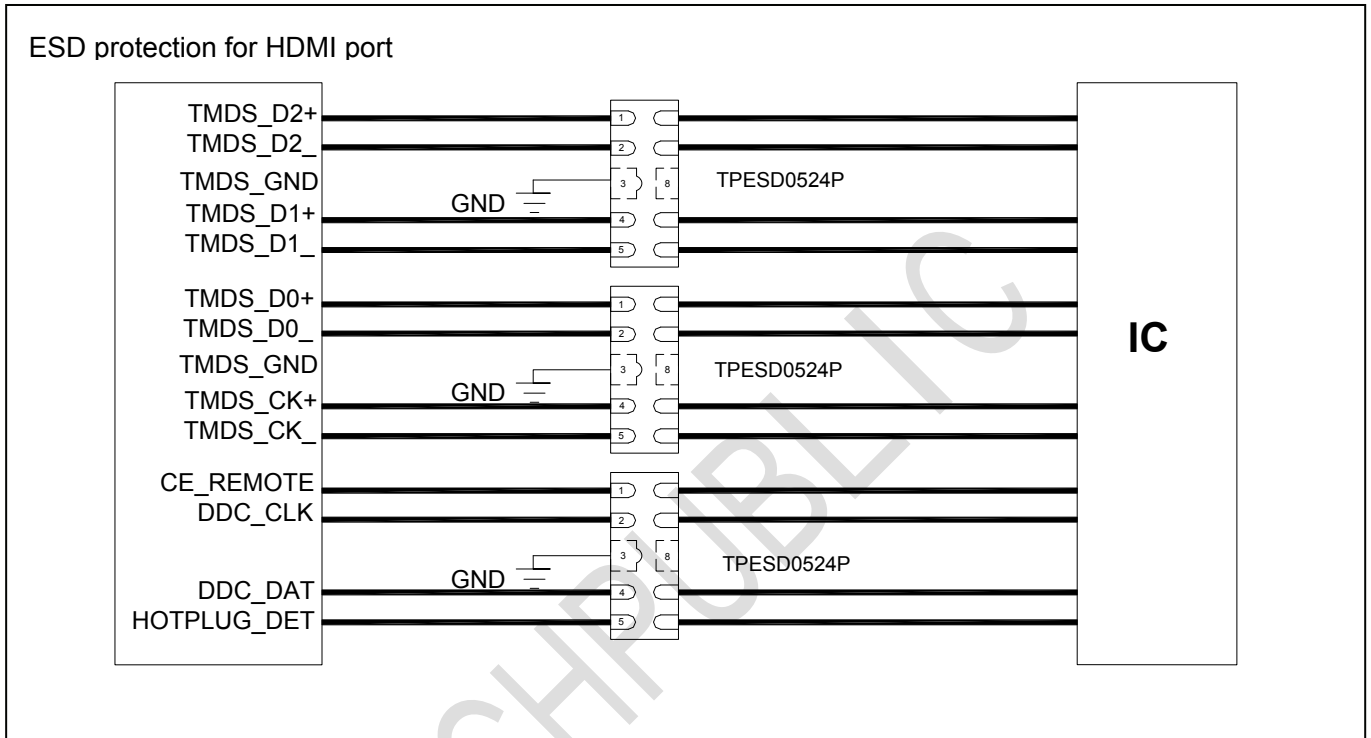 ESD protection for HDMI port
TMDS_D2+
TMDS_D2_
TMDS_GND
TMDS_D1+
TMDS_D1_
GND
1
2
3 8
4
5
TPESD0524P
TMDS_D0+
TMDS_D0_
TMDS_GND
TMDS_CK+
TMDS_CK_
GND
1
2
3 8
4
5
TPESD0524P
CE_REMOTE
DDC_CLK
DDC_DAT
HOTPLUG_DET
GND
1
2
3 8
4
5
TPESD0524P
IC
CHPUBLIC